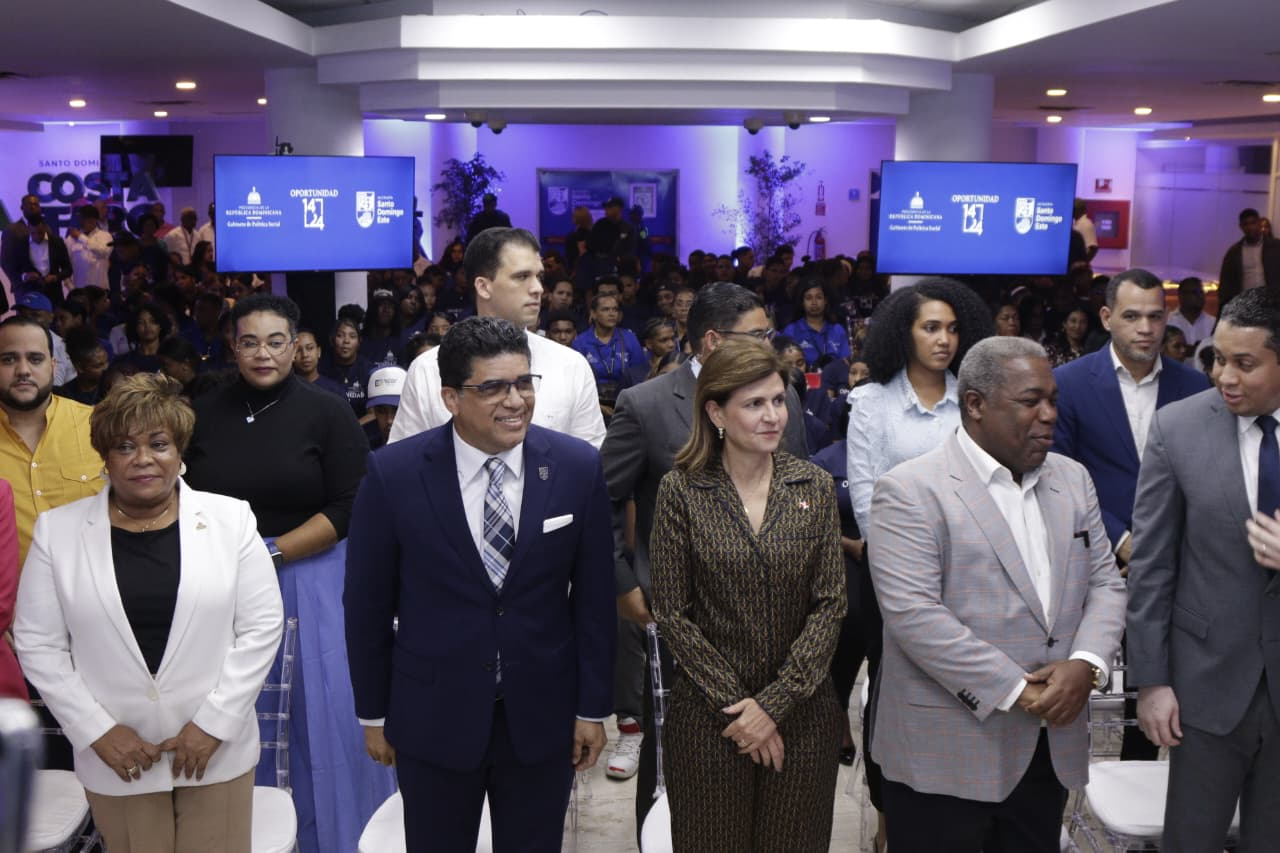 SANTO DOMI
COSTA
PRESIDENCIA DE LA
REPÚBLICA DOMINICANA
Gabinete de Política Social
OPORTUNIDAD
14
24
Santo
Domingo
Este
PRESIDENCIA DE LA
REPÚBLICA DOMINICANA
Gabinete de Política Social
OPORTUNIDAD
14
24
Santo
Domingo
Este